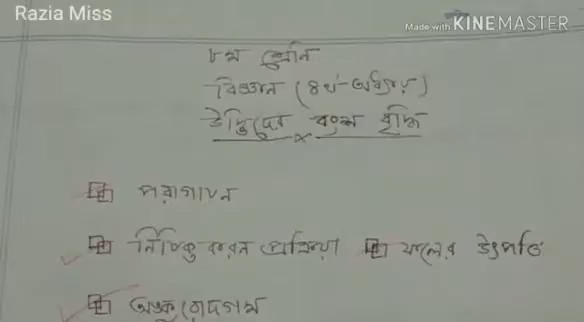 Razia Miss
Made with KINEMASTER
৮ম শ্রেনি
বিজ্ঞান (৪র্থ-অধ্যায়)
উদ্ভিদের বংশ বৃদ্ধি
পরাগায়ন
নিষিক্ত করন প্রক্রিয়া ফলের উৎপত্তি
অঙ্কুরোদগম